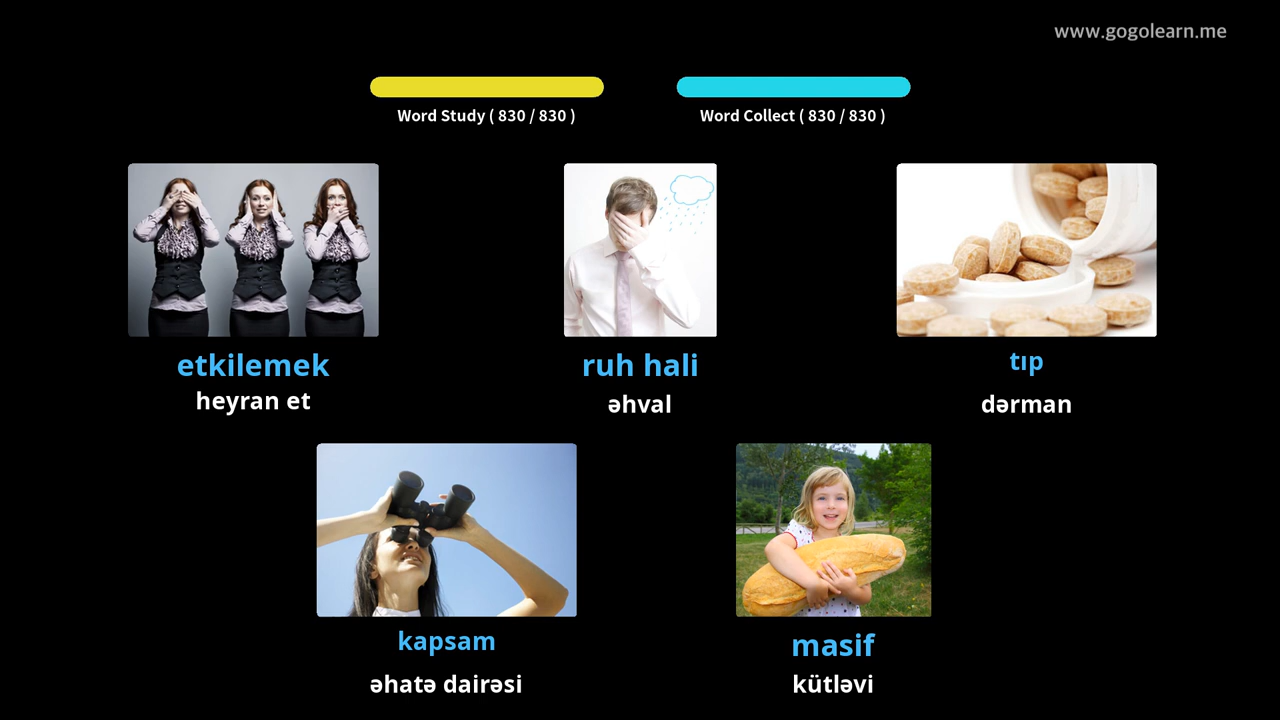 www.gogolearn.me
Word Study ( 830 / 830 )
Word Collect ( 830 / 830 )
etkilemek
heyran et
ruh hali
əhval
tıp
dərman
kapsam
əhatə dairəsi
masif
kütləvi